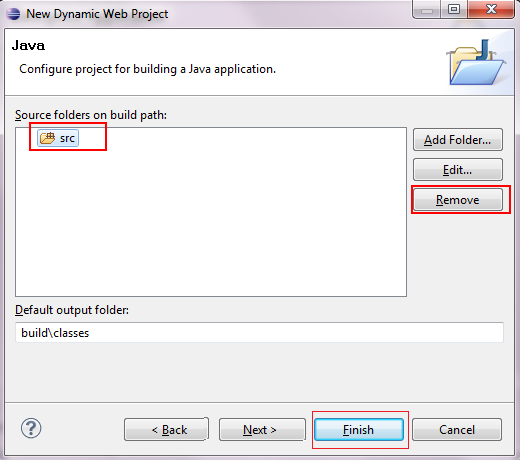 New Dynamic Web Project
Java
Configure project for building a Java application.
Source folders on build path:
src
Add Folder...
Edit...
Remove
Default output folder:
build\classes
?
< Back
Next >
Finish
Cancel